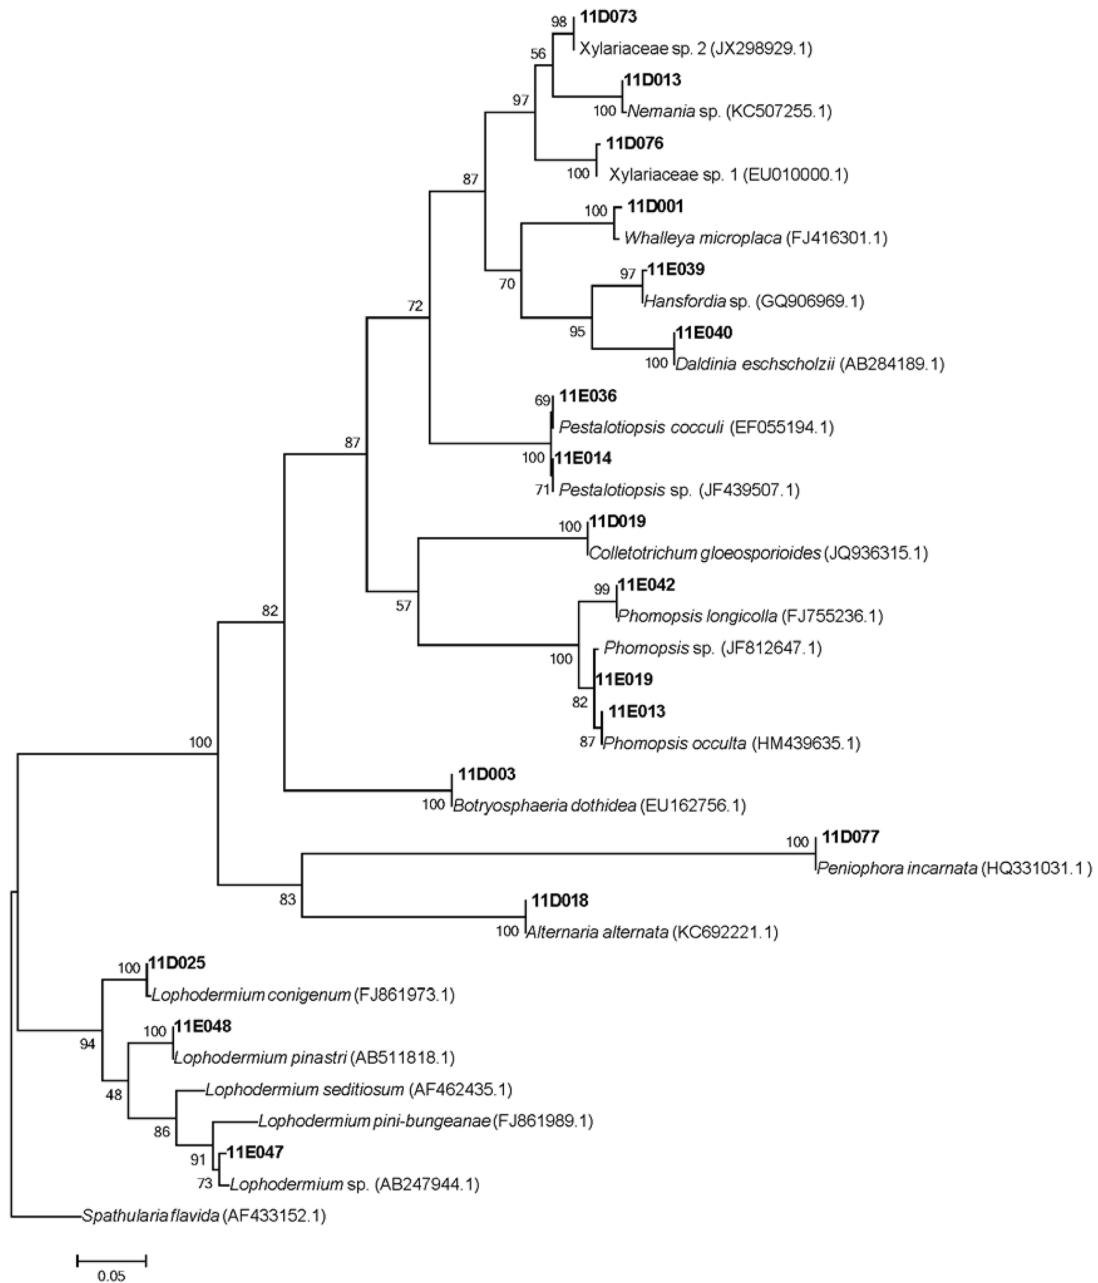 98 11D073
Xylariaceae sp. 2 (JX298929.1)
56
11D013
97
100 Nemania sp. (KC507255.1)
11D076
100 Xylariaceae sp. 1 (EU010000.1)
87
100 11D001
Whalleya microplaca (FJ416301.1)
97 11E039
70
Hansfordia sp. (GQ906969.1)
72
95 11E040
100 Daldinia eschscholzii (AB284189.1)
69 11E036
Pestalotiopsis cocculi (EF055194.1)
87
100 11E014
71 Pestalotiopsis sp. (JF439507.1)
100 11D019
Colletotrichum gloeosporioides (JQ936315.1)
99 11E042
57
82
Phomopsis longicolla (FJ755236.1)
Phomopsis sp. (JF812647.1)
100
11E019
82
11E013
87 Phomopsis occulta (HM439635.1)
100
11D003
100 Botryosphaeria dothidea (EU162756.1)
100 11D077
Peniophora incarnata (HQ331031.1)
83 11D018
100 Alternaria alternata (KC692221.1)
100 11D025
Lophodermium conigenum (FJ861973.1)
100 11E048
94
Lophodermium pinastri (AB511818.1)
48 Lophodermium seditiosum (AF462435.1)
Lophodermium pini-bungeanae (FJ861989.1)
86
91 11E047
73 Lophodermium sp. (AB247944.1)
Spathularia flavida (AF433152.1)
0.05